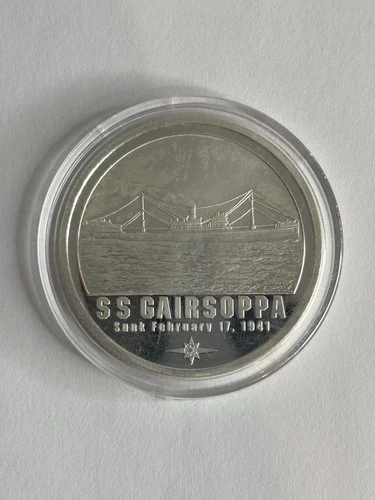 SS GAIRSOPPA
Sunk February 17, 1941